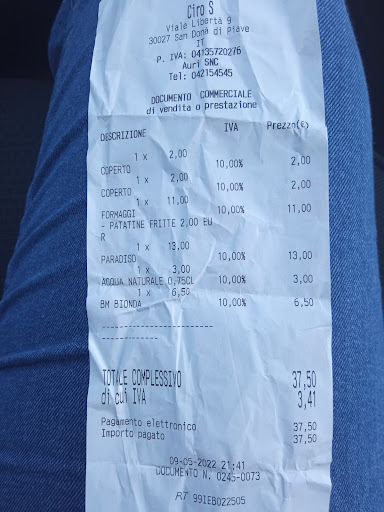 Ciro S
Viale Libertà 9
30027 San Donà di Piave
IT
P. IVA: 04135720276
Auri SNC
Tel: 042154545
DOCUMENTO COMMERCIALE
di vendita o prestazione
DESCRIZIONE IVA Prezzo(€)
1 x 2,00
COPERTO 10,00% 2,00
1 x 2,00
COPERTO 10,00% 2,00
1 x 11,00
FORMAGGI 10,00% 11,00
- PATATINE FRITTE 2,00 EU
R
1 x 13,00
PARADISO 10,00% 13,00
1 x 3,00
ACQUA NATURALE 0,75CL 10,00% 3,00
1 x 6,50
BM BIONDA 10,00% 6,50
------------------------
------------
TOTALE COMPLESSIVO 37,50
di cui IVA 3,41
Pagamento elettronico 37,50
Importo pagato 37,50
09-05-2022 21:41
DOCUMENTO N. 0245-0073
RT 99IEB022505